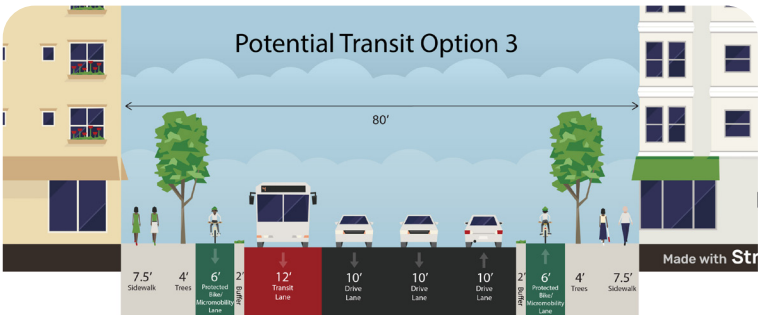 Potential Transit Option 3
80'
7.5'
Sidewalk
4'
Trees
6'
Protected
Bike/
Micromobility
Lane
2'
Buffer
12'
Transit
Lane
10'
Drive
Lane
10'
Drive
Lane
10'
Drive
Lane
2'
Buffer
6'
Protected
Bike/
Micromobility
Lane
4'
Trees
7.5'
Sidewalk
Made with Str